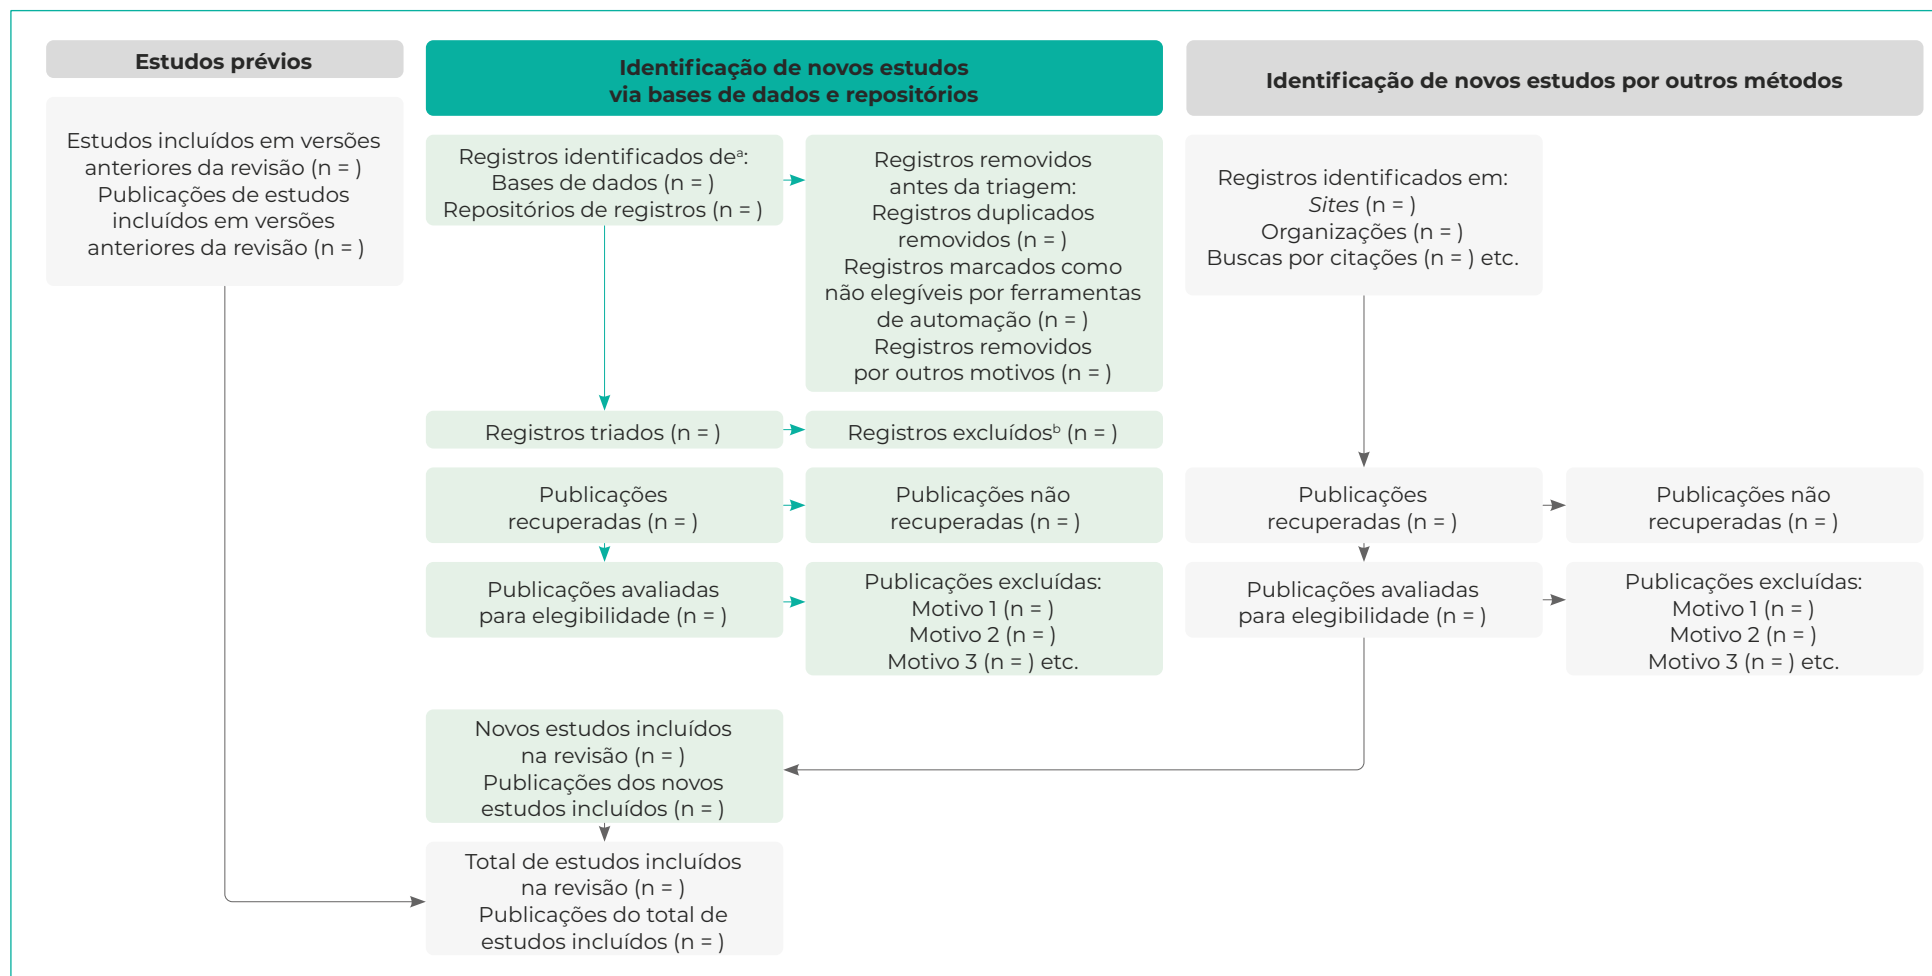 Estudos prévios
Estudos incluídos em versões
anteriores da revisão (n = )
Publicações de estudos
incluídos em versões
anteriores da revisão (n = )
Identificação de novos estudos
via bases de dados e repositórios
Registros identificados deᵃ:
Bases de dados (n = )
Repositórios de registros (n = )
Registros removidos
antes da triagem:
Registros duplicados
removidos (n = )
Registros marcados como
não elegíveis por ferramentas
de automação (n = )
Registros removidos
por outros motivos (n = )
Registros triados (n = )
Registros excluídosᵇ (n = )
Publicações
recuperadas (n = )
Publicações não
recuperadas (n = )
Publicações avaliadas
para elegibilidade (n = )
Publicações excluídas:
Motivo 1 (n = )
Motivo 2 (n = )
Motivo 3 (n = ) etc.
Identificação de novos estudos por outros métodos
Registros identificados em:
Sites (n = )
Organizações (n = )
Buscas por citações (n = ) etc.
Publicações
recuperadas (n = )
Publicações não
recuperadas (n = )
Publicações avaliadas
para elegibilidade (n = )
Publicações excluídas:
Motivo 1 (n = )
Motivo 2 (n = )
Motivo 3 (n = ) etc.
Novos estudos incluídos
na revisão (n = )
Publicações dos novos
estudos incluídos (n = )
Total de estudos incluídos
na revisão (n = )
Publicações do total de
estudos incluídos (n = )